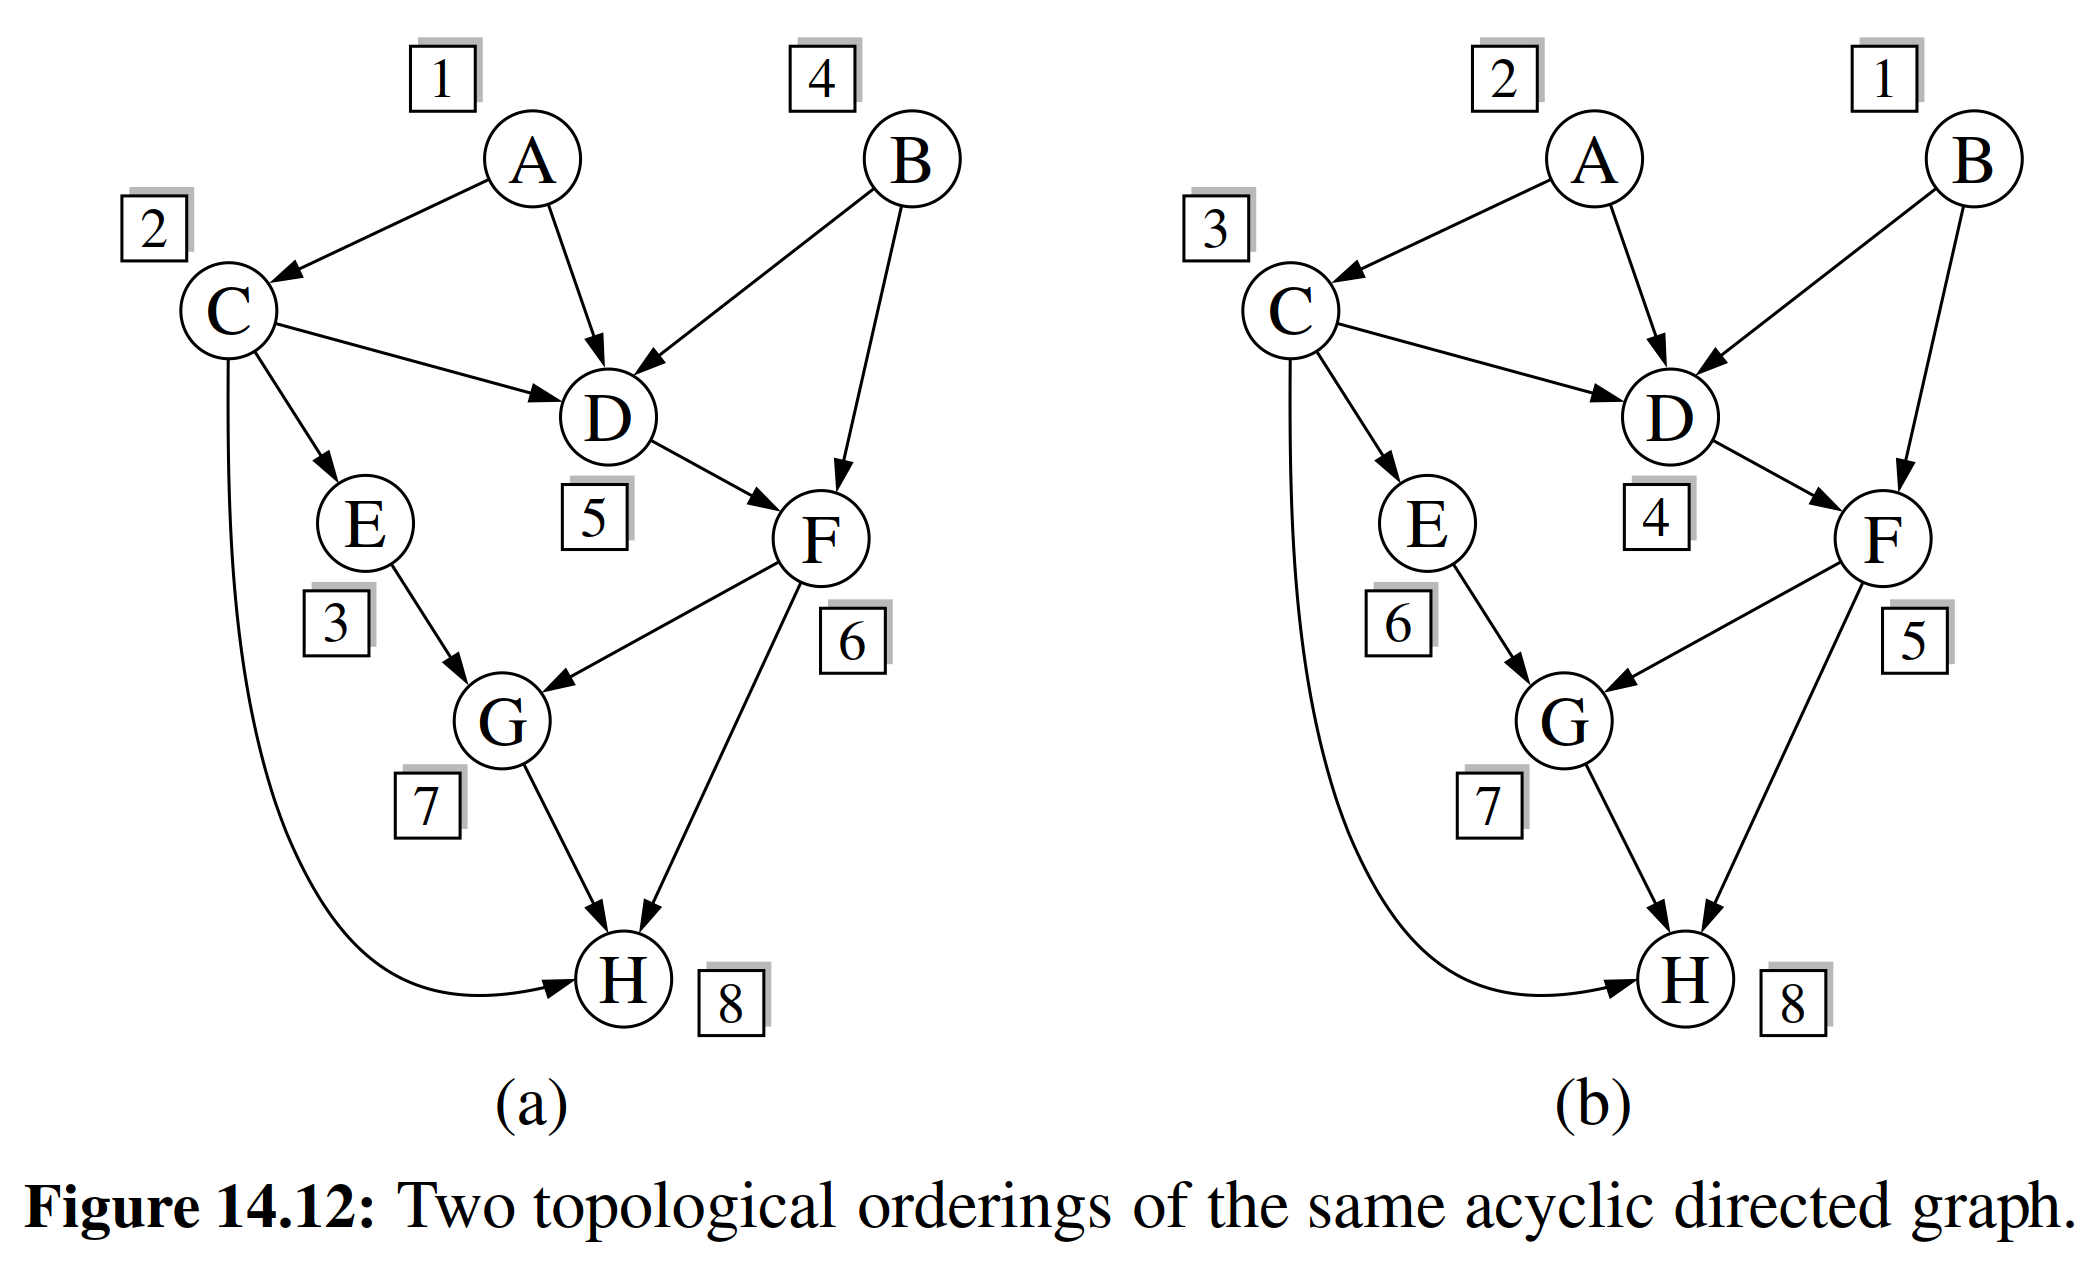 1
4
A
B
2
C
D
E
5
F
3
6
G
7
H
8
(a)
2
1
A
B
3
C
D
E
4
F
6
5
G
7
H
8
(b)
Figure 14.12: Two topological orderings of the same acyclic directed graph.